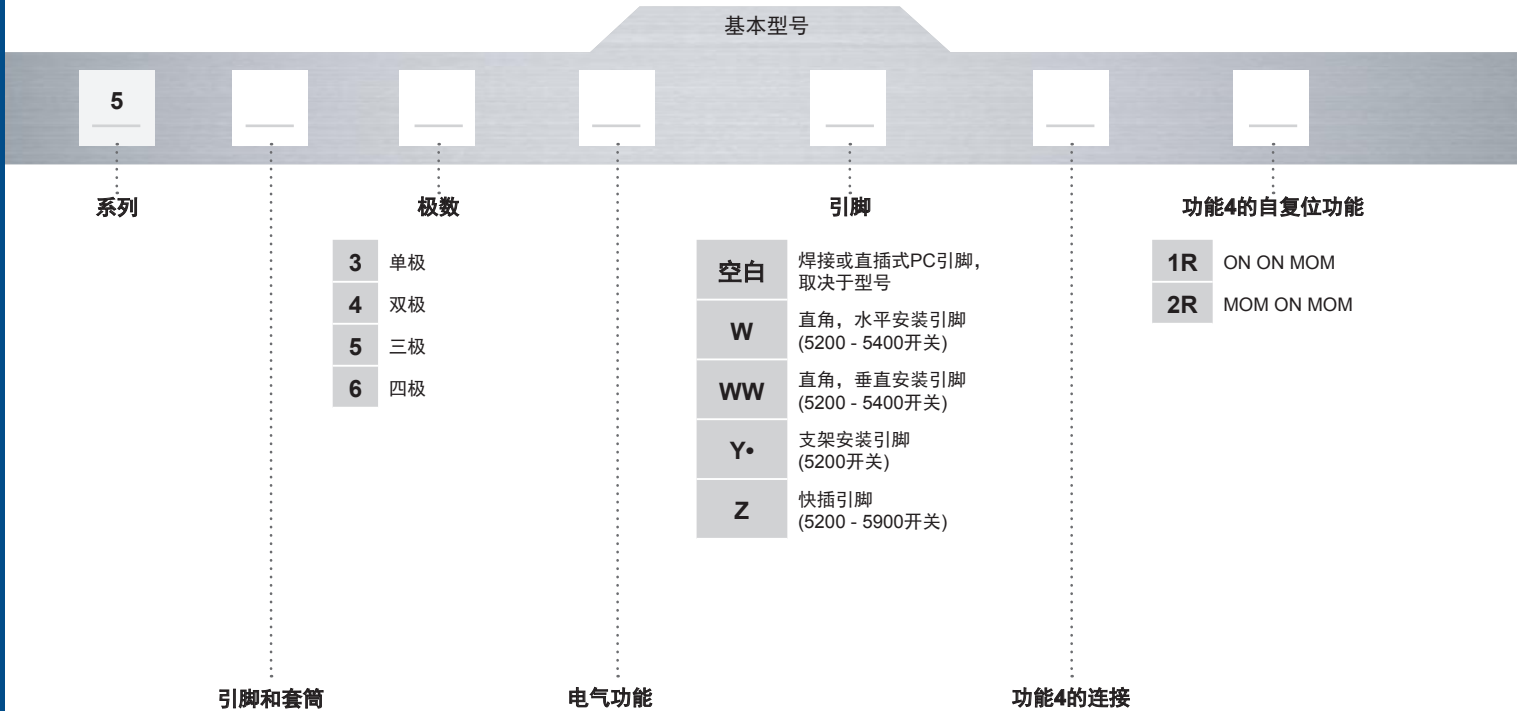 基本型号
5
系列
极数
引脚
功能4的自复位功能
3 单极
4 双极
5 三极
6 四极
空白 焊接或直插式PC引脚，
取决于型号
W 直角，水平安装引脚
(5200 - 5400开关)
WW 直角，垂直安装引脚
(5200 - 5400开关)
Y• 支架安装引脚
(5200开关)
Z 快插引脚
(5200 - 5900开关)
1R ON ON MOM
2R MOM ON MOM
引脚和套筒
电气功能
功能4的连接